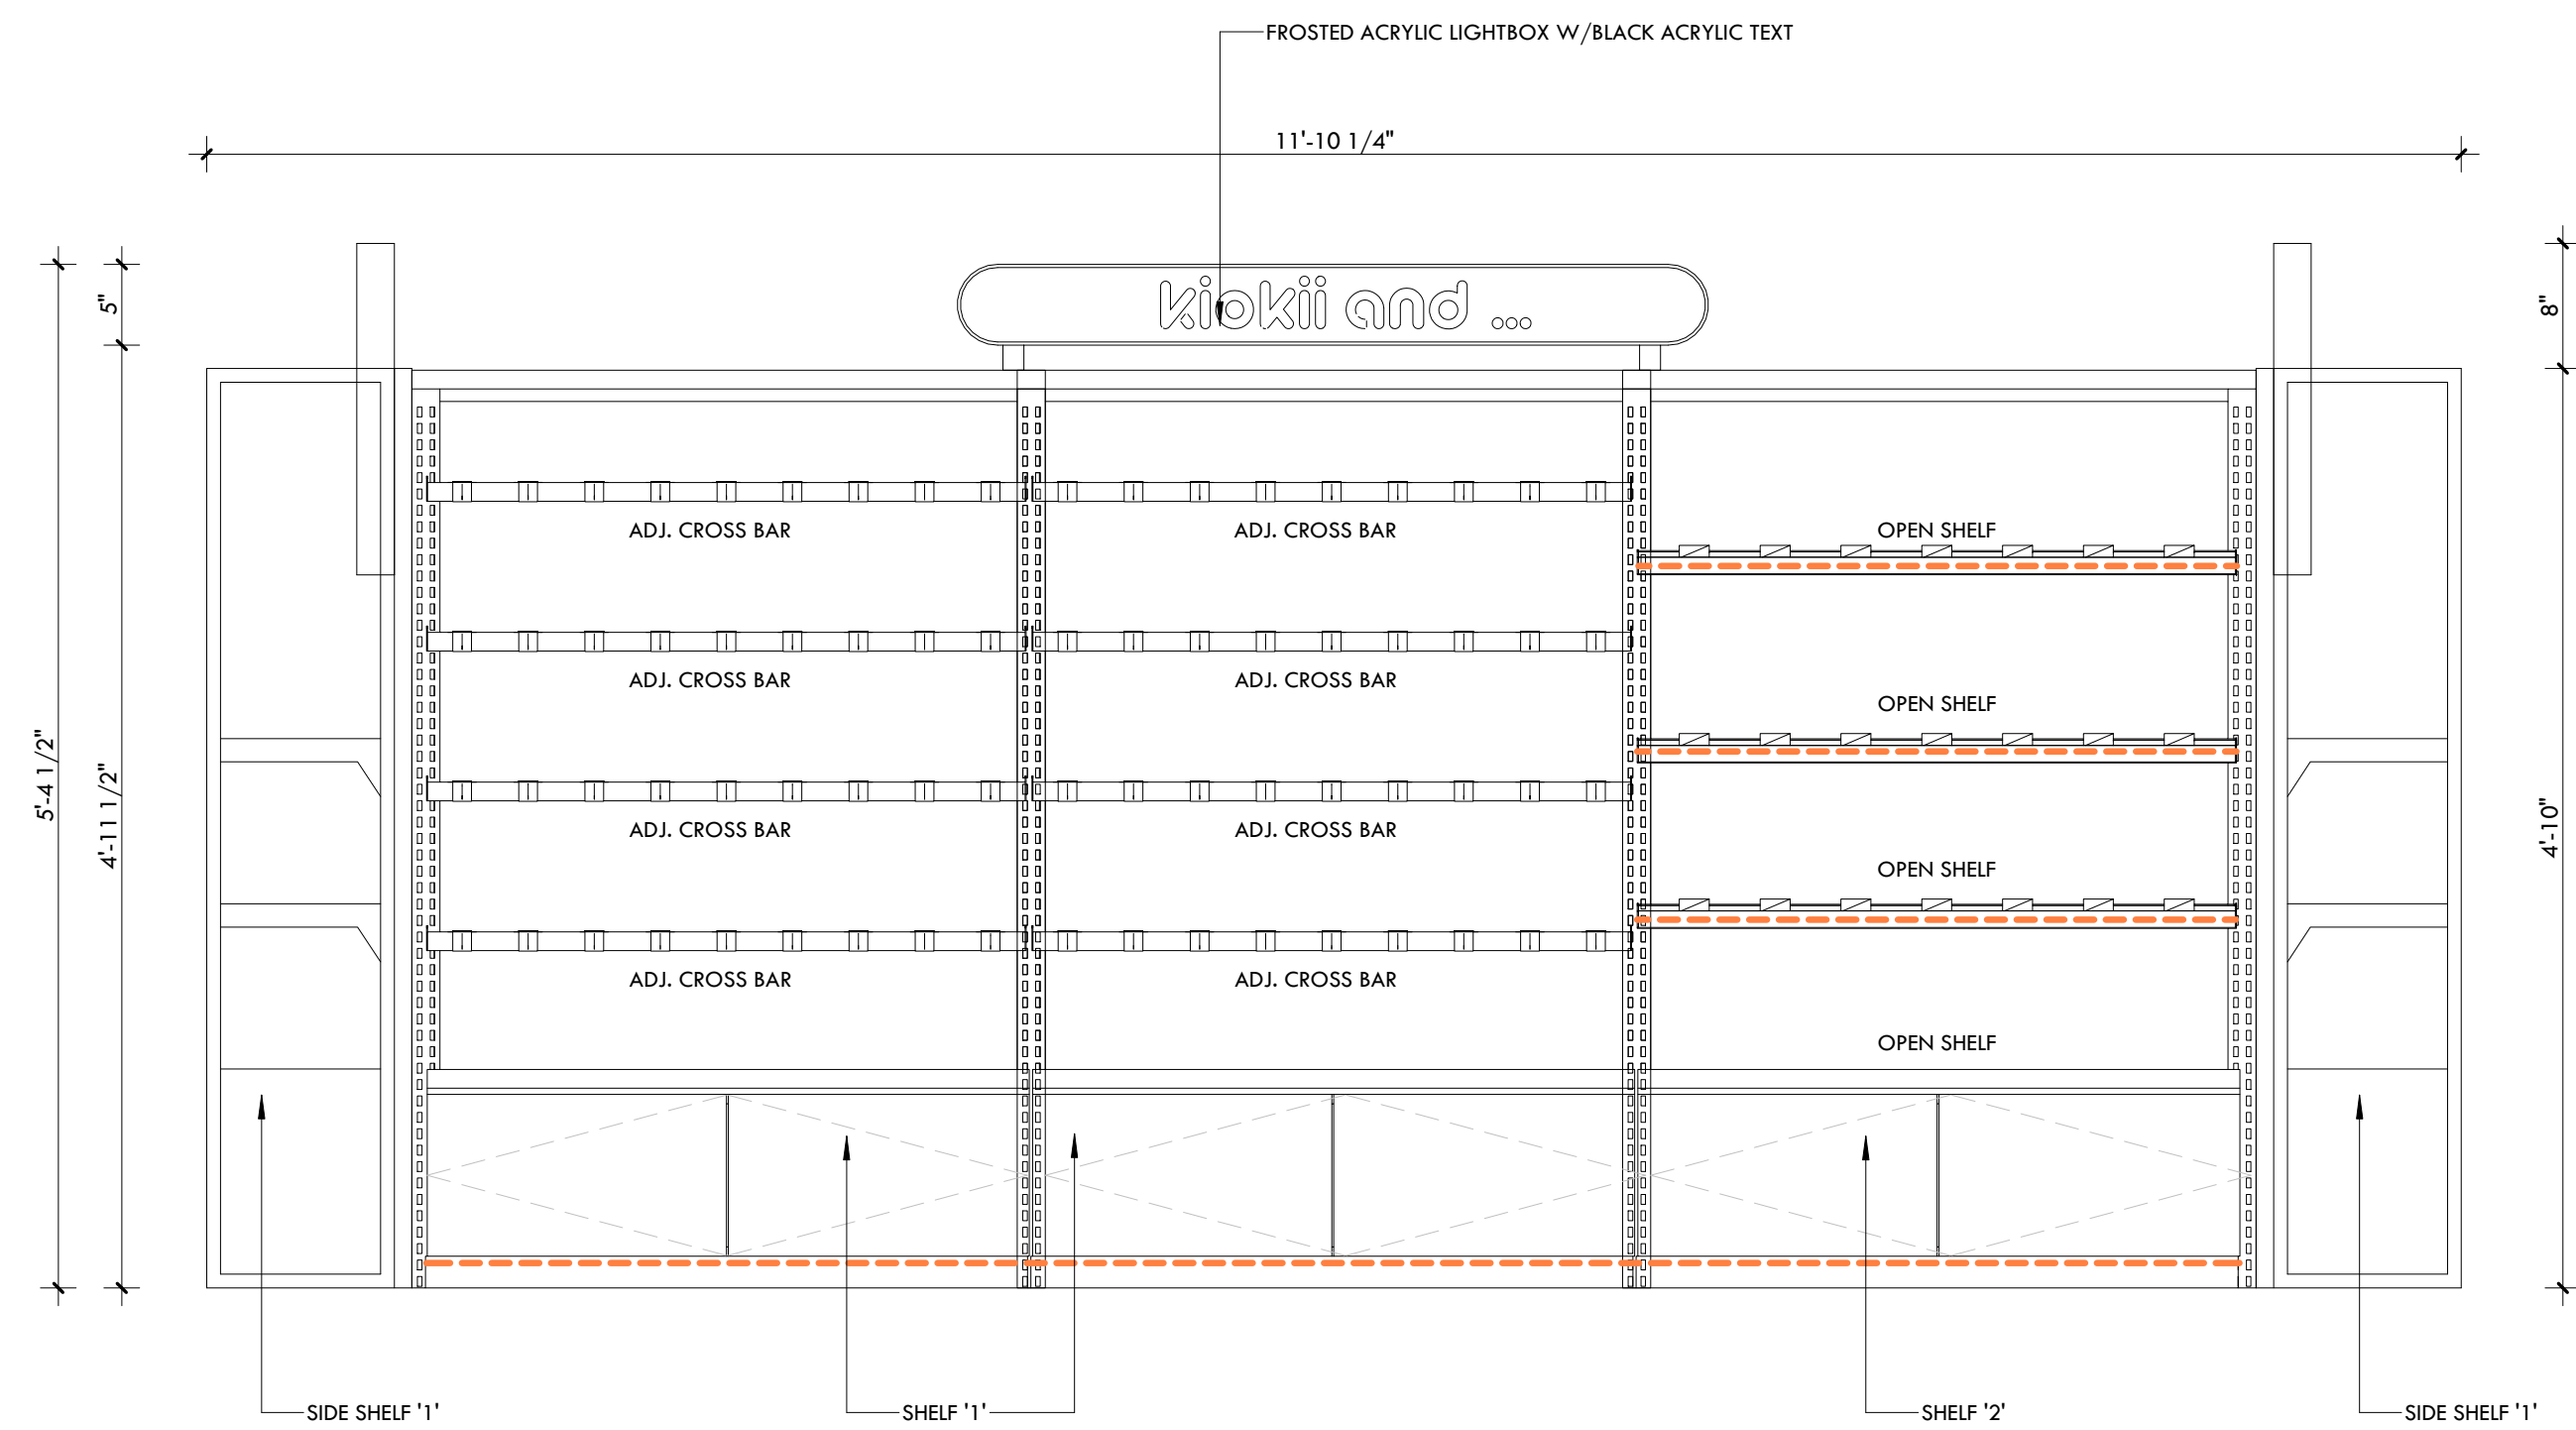 FROSTED ACRYLIC LIGHTBOX W/BLACK ACRYLIC TEXT
11'-10 1/4"
5"
8"
kiokii and ...
ADJ. CROSS BAR
ADJ. CROSS BAR
OPEN SHELF
ADJ. CROSS BAR
ADJ. CROSS BAR
OPEN SHELF
5'-4 1/2"
4'-11 1/2"
4'-10"
ADJ. CROSS BAR
ADJ. CROSS BAR
OPEN SHELF
ADJ. CROSS BAR
ADJ. CROSS BAR
OPEN SHELF
SIDE SHELF '1'
SHELF '1'
SHELF '2'
SIDE SHELF '1'